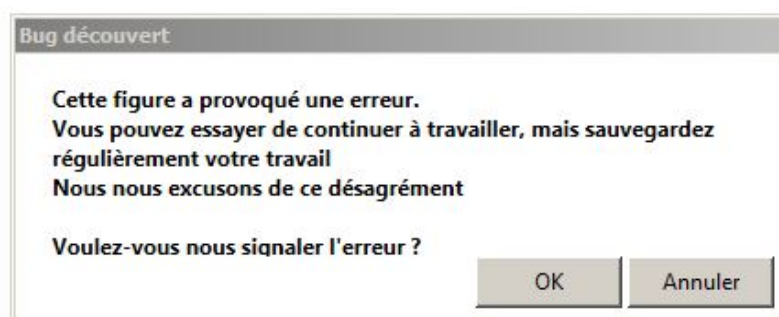 Bug découvert
Cette figure a provoqué une erreur.
Vous pouvez essayer de continuer à travailler, mais sauvegardez
régulièrement votre travail
Nous nous excusons de ce désagrément
Voulez-vous nous signaler l'erreur ?
OK
Annuler